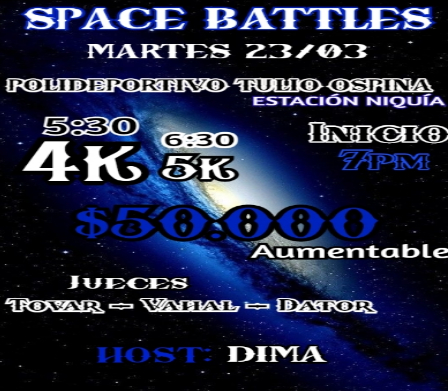 SPACE BATTLES
MARTES 23/03
POLIDEPORTIVO TULIO OSPINA
ESTACIÓN NIQUÍA
5:30 6:30
4K 5K
INICIO
7PM
$50.000
Aumentable
JUECES
TOVAR - VAHAL - DATOR
HOST: DIMA